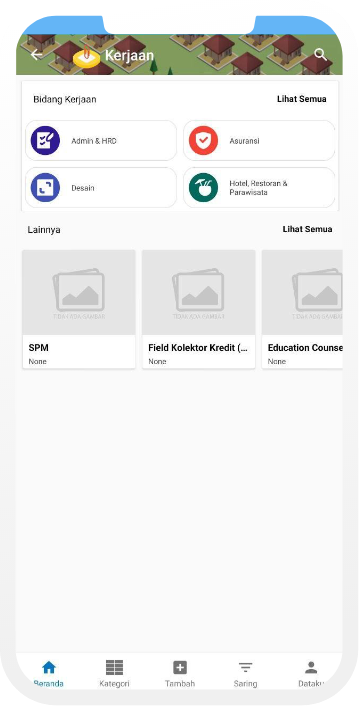 Kerjaan
Bidang Kerjaan
Lihat Semua
Admin & HRD
Asuransi
Desain
Hotel, Restoran &
Parawisata
Lainnya
Lihat Semua
TIDAK ADA GAMBAR
TIDAK ADA GAMBAR
TIDAK ADA GAMBAR
SPM
None
Field Kolektor Kredit (...
None
Education Counse
None
Beranda
Kategori
Tambah
Saring
Dataku